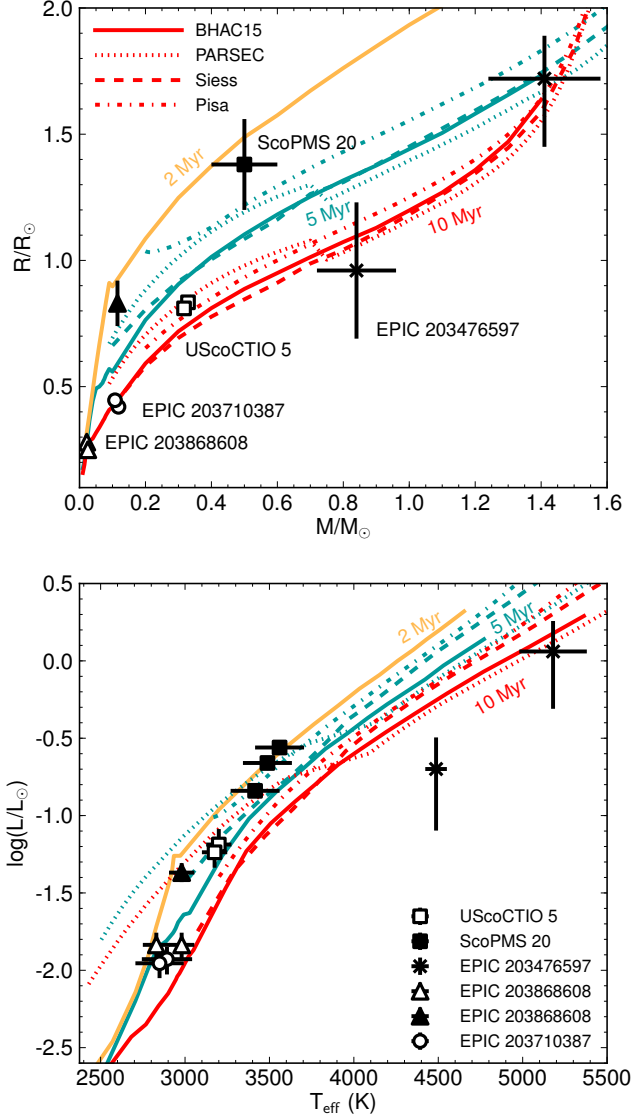 2.0
1.5
1.0
0.5
R/R☉
BHAC15
PARSEC
Siess
Pisa
2 Myr
ScoPMS 20
5 Myr
10 Myr
EPIC 203476597
UScoCTIO 5
EPIC 203710387
EPIC 203868608
0.0 0.2 0.4 0.6 0.8 1.0 1.2 1.4 1.6
M/M☉
0.5
0.0
-0.5
-1.0
-1.5
-2.0
-2.5
log(L/L☉)
2 Myr
5 Myr
10 Myr
UScoCTIO 5
ScoPMS 20
EPIC 203476597
EPIC 203868608
EPIC 203868608
EPIC 203710387
2500 3000 3500 4000 4500 5000 5500
Teff (K)